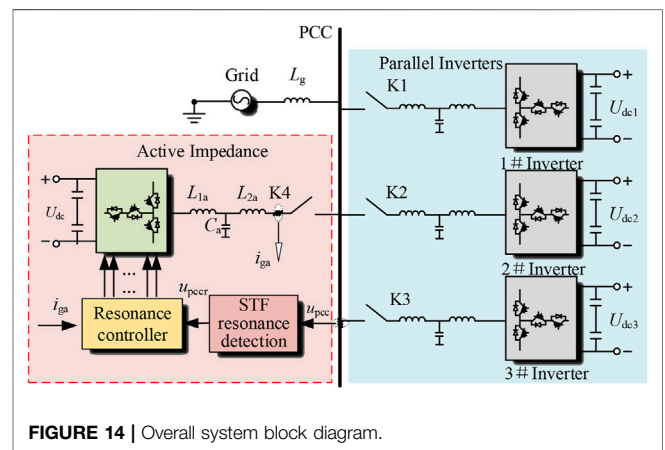 PCC
Grid
Lg
Parallel Inverters
K1
Udc1
1#Inverter
Active Impedance
Udc
L1a
L2a
K4
Ca
iga
K2
Udc2
2#Inverter
...
...
iga
Resonance
controller
upccr
STF
resonance
detection
upcc
K3
Udc3
3#Inverter
FIGURE 14 | Overall system block diagram.